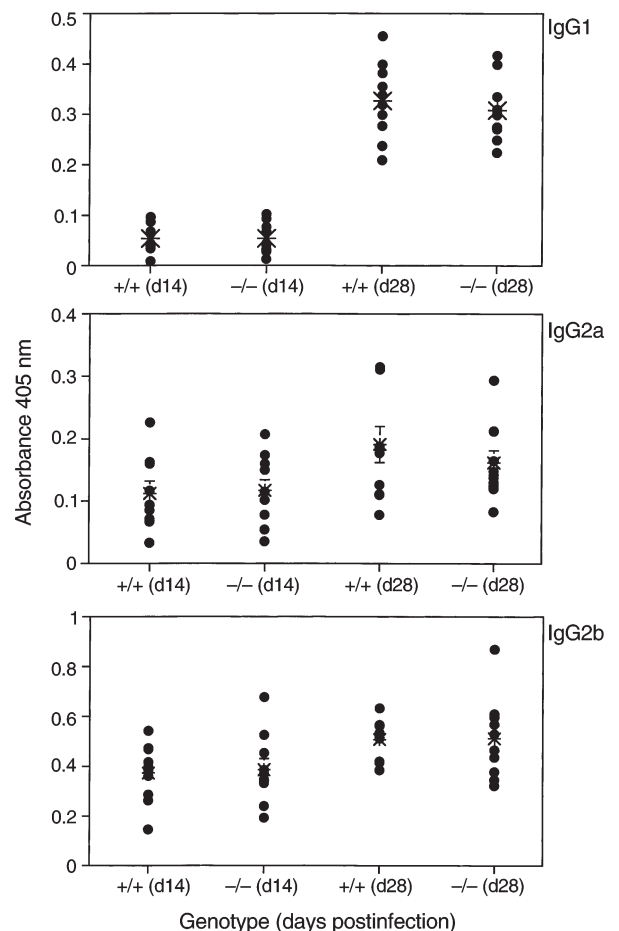 IgG1
0.5
0.4
0.3
0.2
0.1
0
+/+ (d14) −/− (d14) +/+ (d28) −/− (d28)
IgG2a
0.4
0.3
0.2
0.1
0
+/+ (d14) −/− (d14) +/+ (d28) −/− (d28)
Absorbance 405 nm
IgG2b
1
0.8
0.6
0.4
0.2
0
+/+ (d14) −/− (d14) +/+ (d28) −/− (d28)
Genotype (days postinfection)